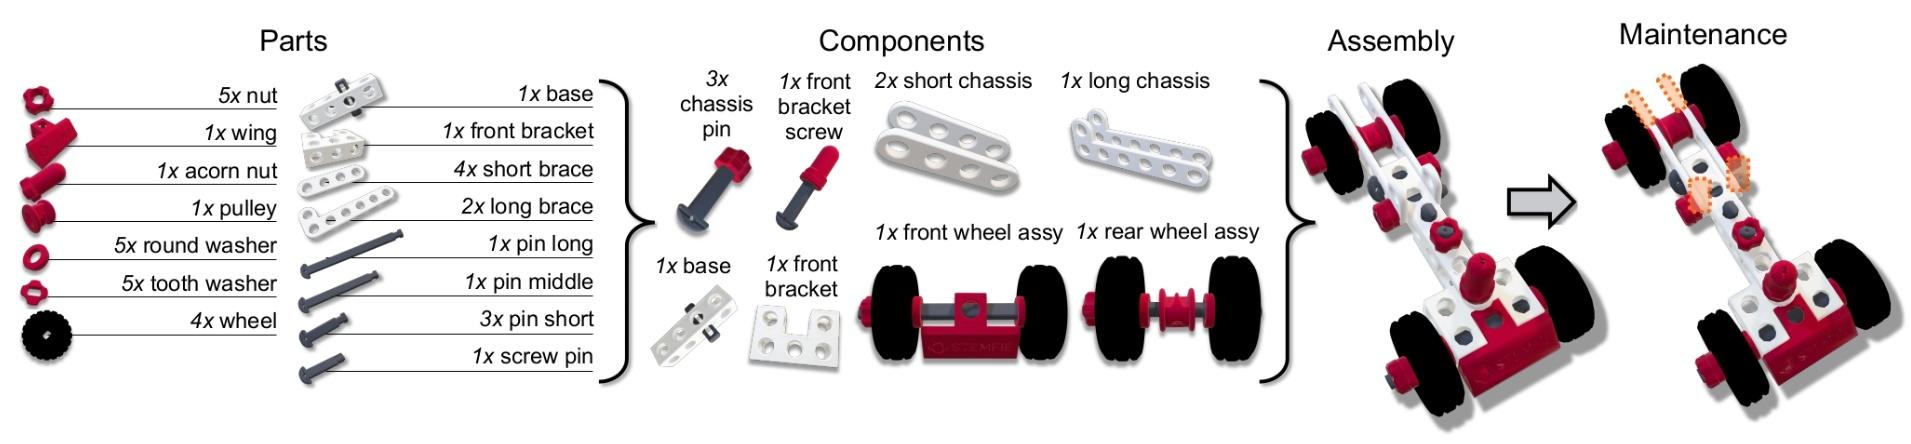 Parts
5x nut
1x wing
1x acorn nut
1x pulley
5x round washer
5x tooth washer
4x wheel
1x base
1x front bracket
4x short brace
2x long brace
1x pin long
1x pin middle
3x pin short
1x screw pin
Components
3x
chassis
pin
1x front
bracket
screw
2x short chassis
1x long chassis
1x base
1x front
bracket
1x front wheel assy
1x rear wheel assy
STEMFIE
Assembly
Maintenance